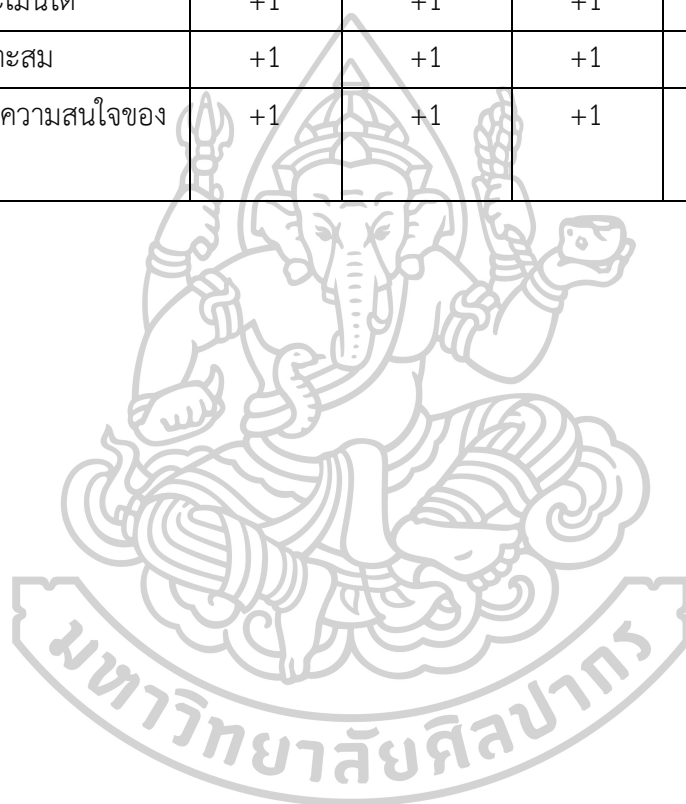 +1 +1 +1
าะสม +1 +1 +1
ความสนใจของ +1 +1 +1
มหาวิทยาลัยศิลปากร